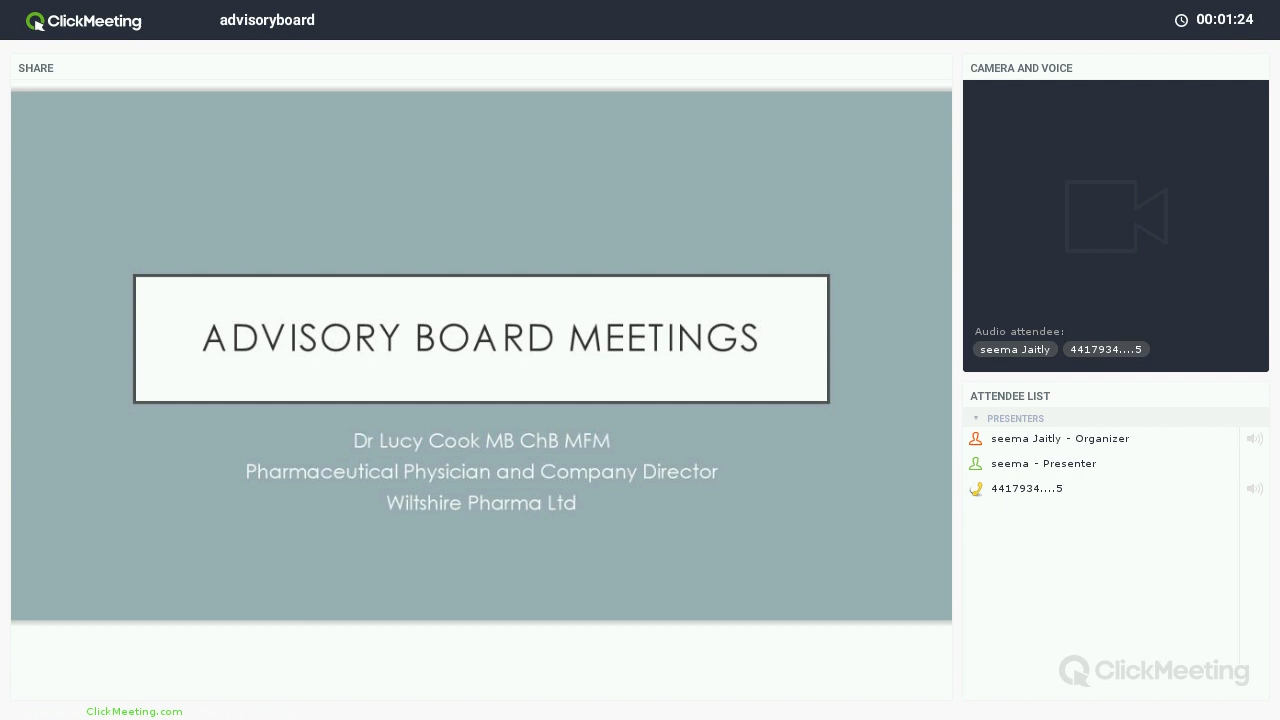 ClickMeeting
advisoryboard
00:01:24
SHARE
ADVISORY BOARD MEETINGS
Dr Lucy Cook MB ChB MFM
Pharmaceutical Physician and Company Director
Wiltshire Pharma Ltd
CAMERA AND VOICE
Audio attendee:
seema Jaitly 4417934....5
ATTENDEE LIST
PRESENTERS
seema Jaitly - Organizer
seema - Presenter
4417934....5
ClickMeeting
ClickMeeting.com